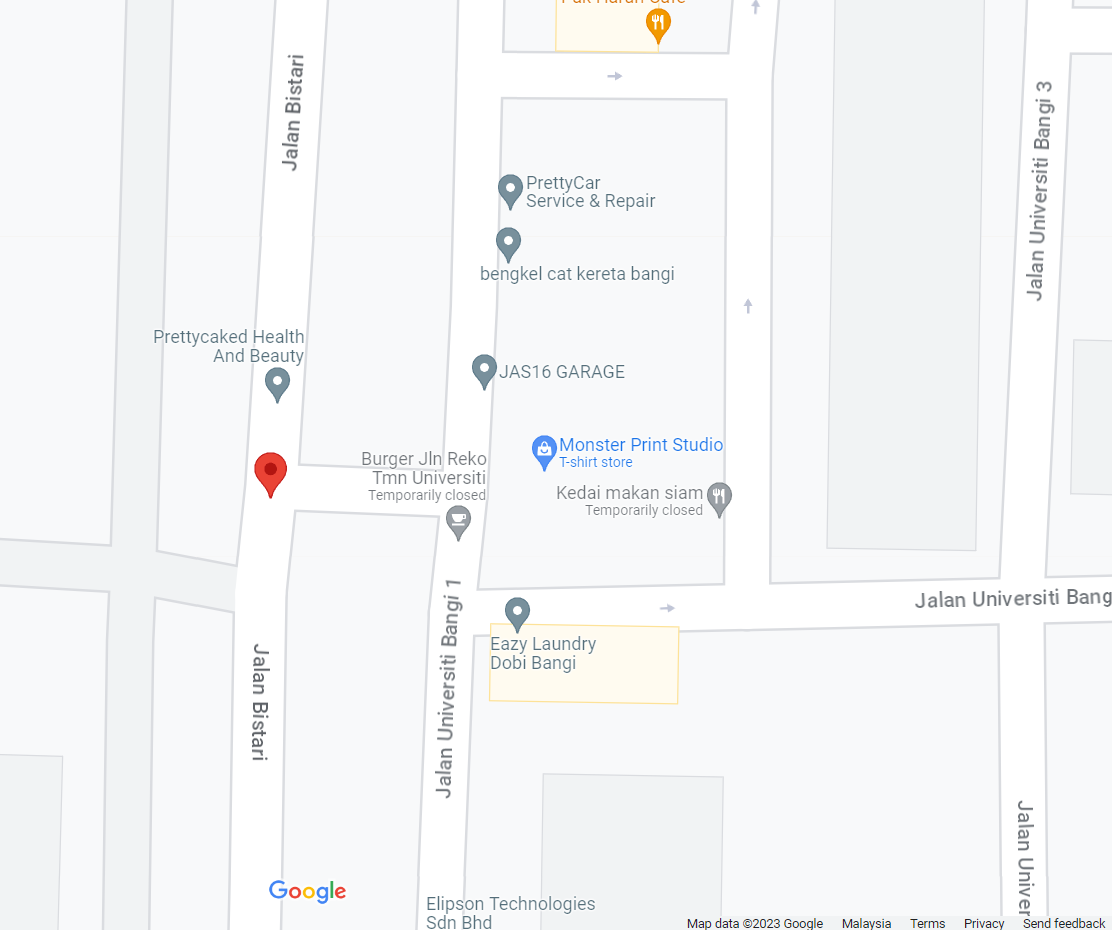 Pak Harun Cafe
Jalan Bistari
Jalan Universiti Bangi 3
PrettyCar
Service & Repair
bengkel cat kereta bangi
Prettycaked Health
And Beauty
JAS16 GARAGE
Monster Print Studio
T-shirt store
Burger Jln Reko
Tmn Universiti
Temporarily closed
Kedai makan siam
Temporarily closed
Jalan Universiti Bang
Eazy Laundry
Dobi Bangi
Jalan Bistari
Jalan Universiti Bangi 1
Jalan Univer
Google
Elipson Technologies
Sdn Bhd
Map data ©2023 Google Malaysia Terms Privacy Send feedback